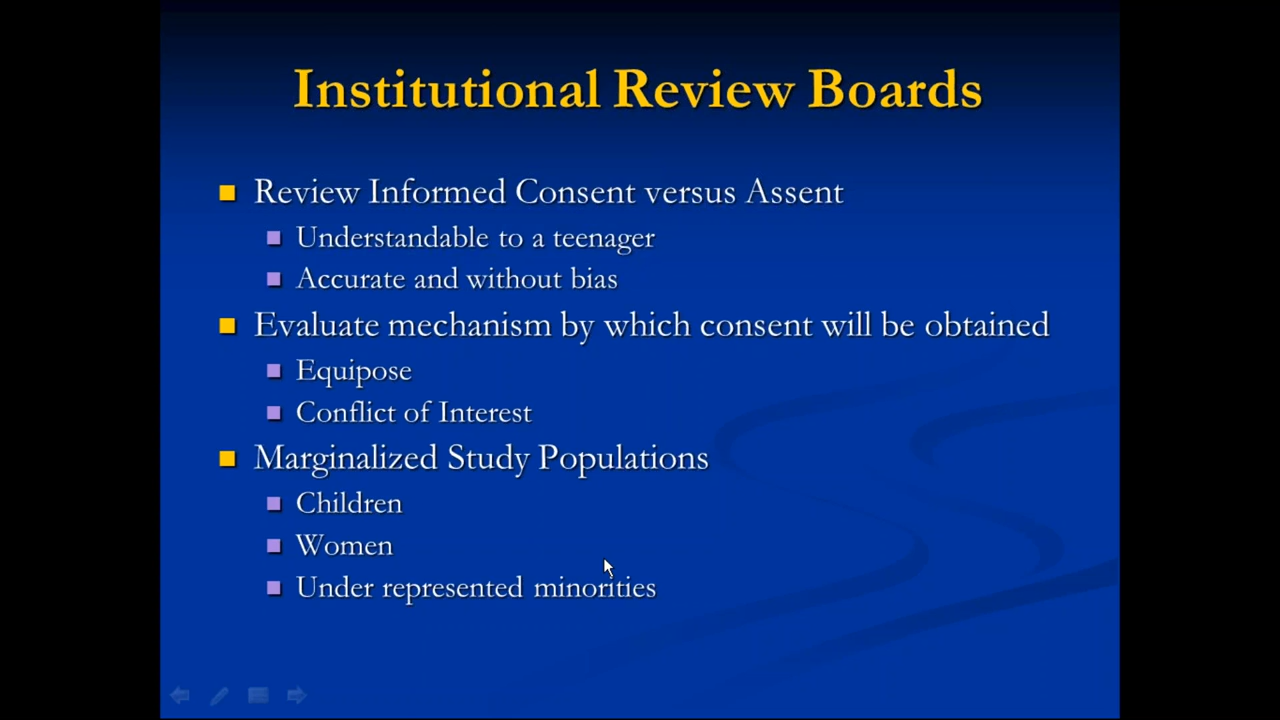 Institutional Review Boards
Review Informed Consent versus Assent
Understandable to a teenager
Accurate and without bias
Evaluate mechanism by which consent will be obtained
Equipose
Conflict of Interest
Marginalized Study Populations
Children
Women
Under represented minorities